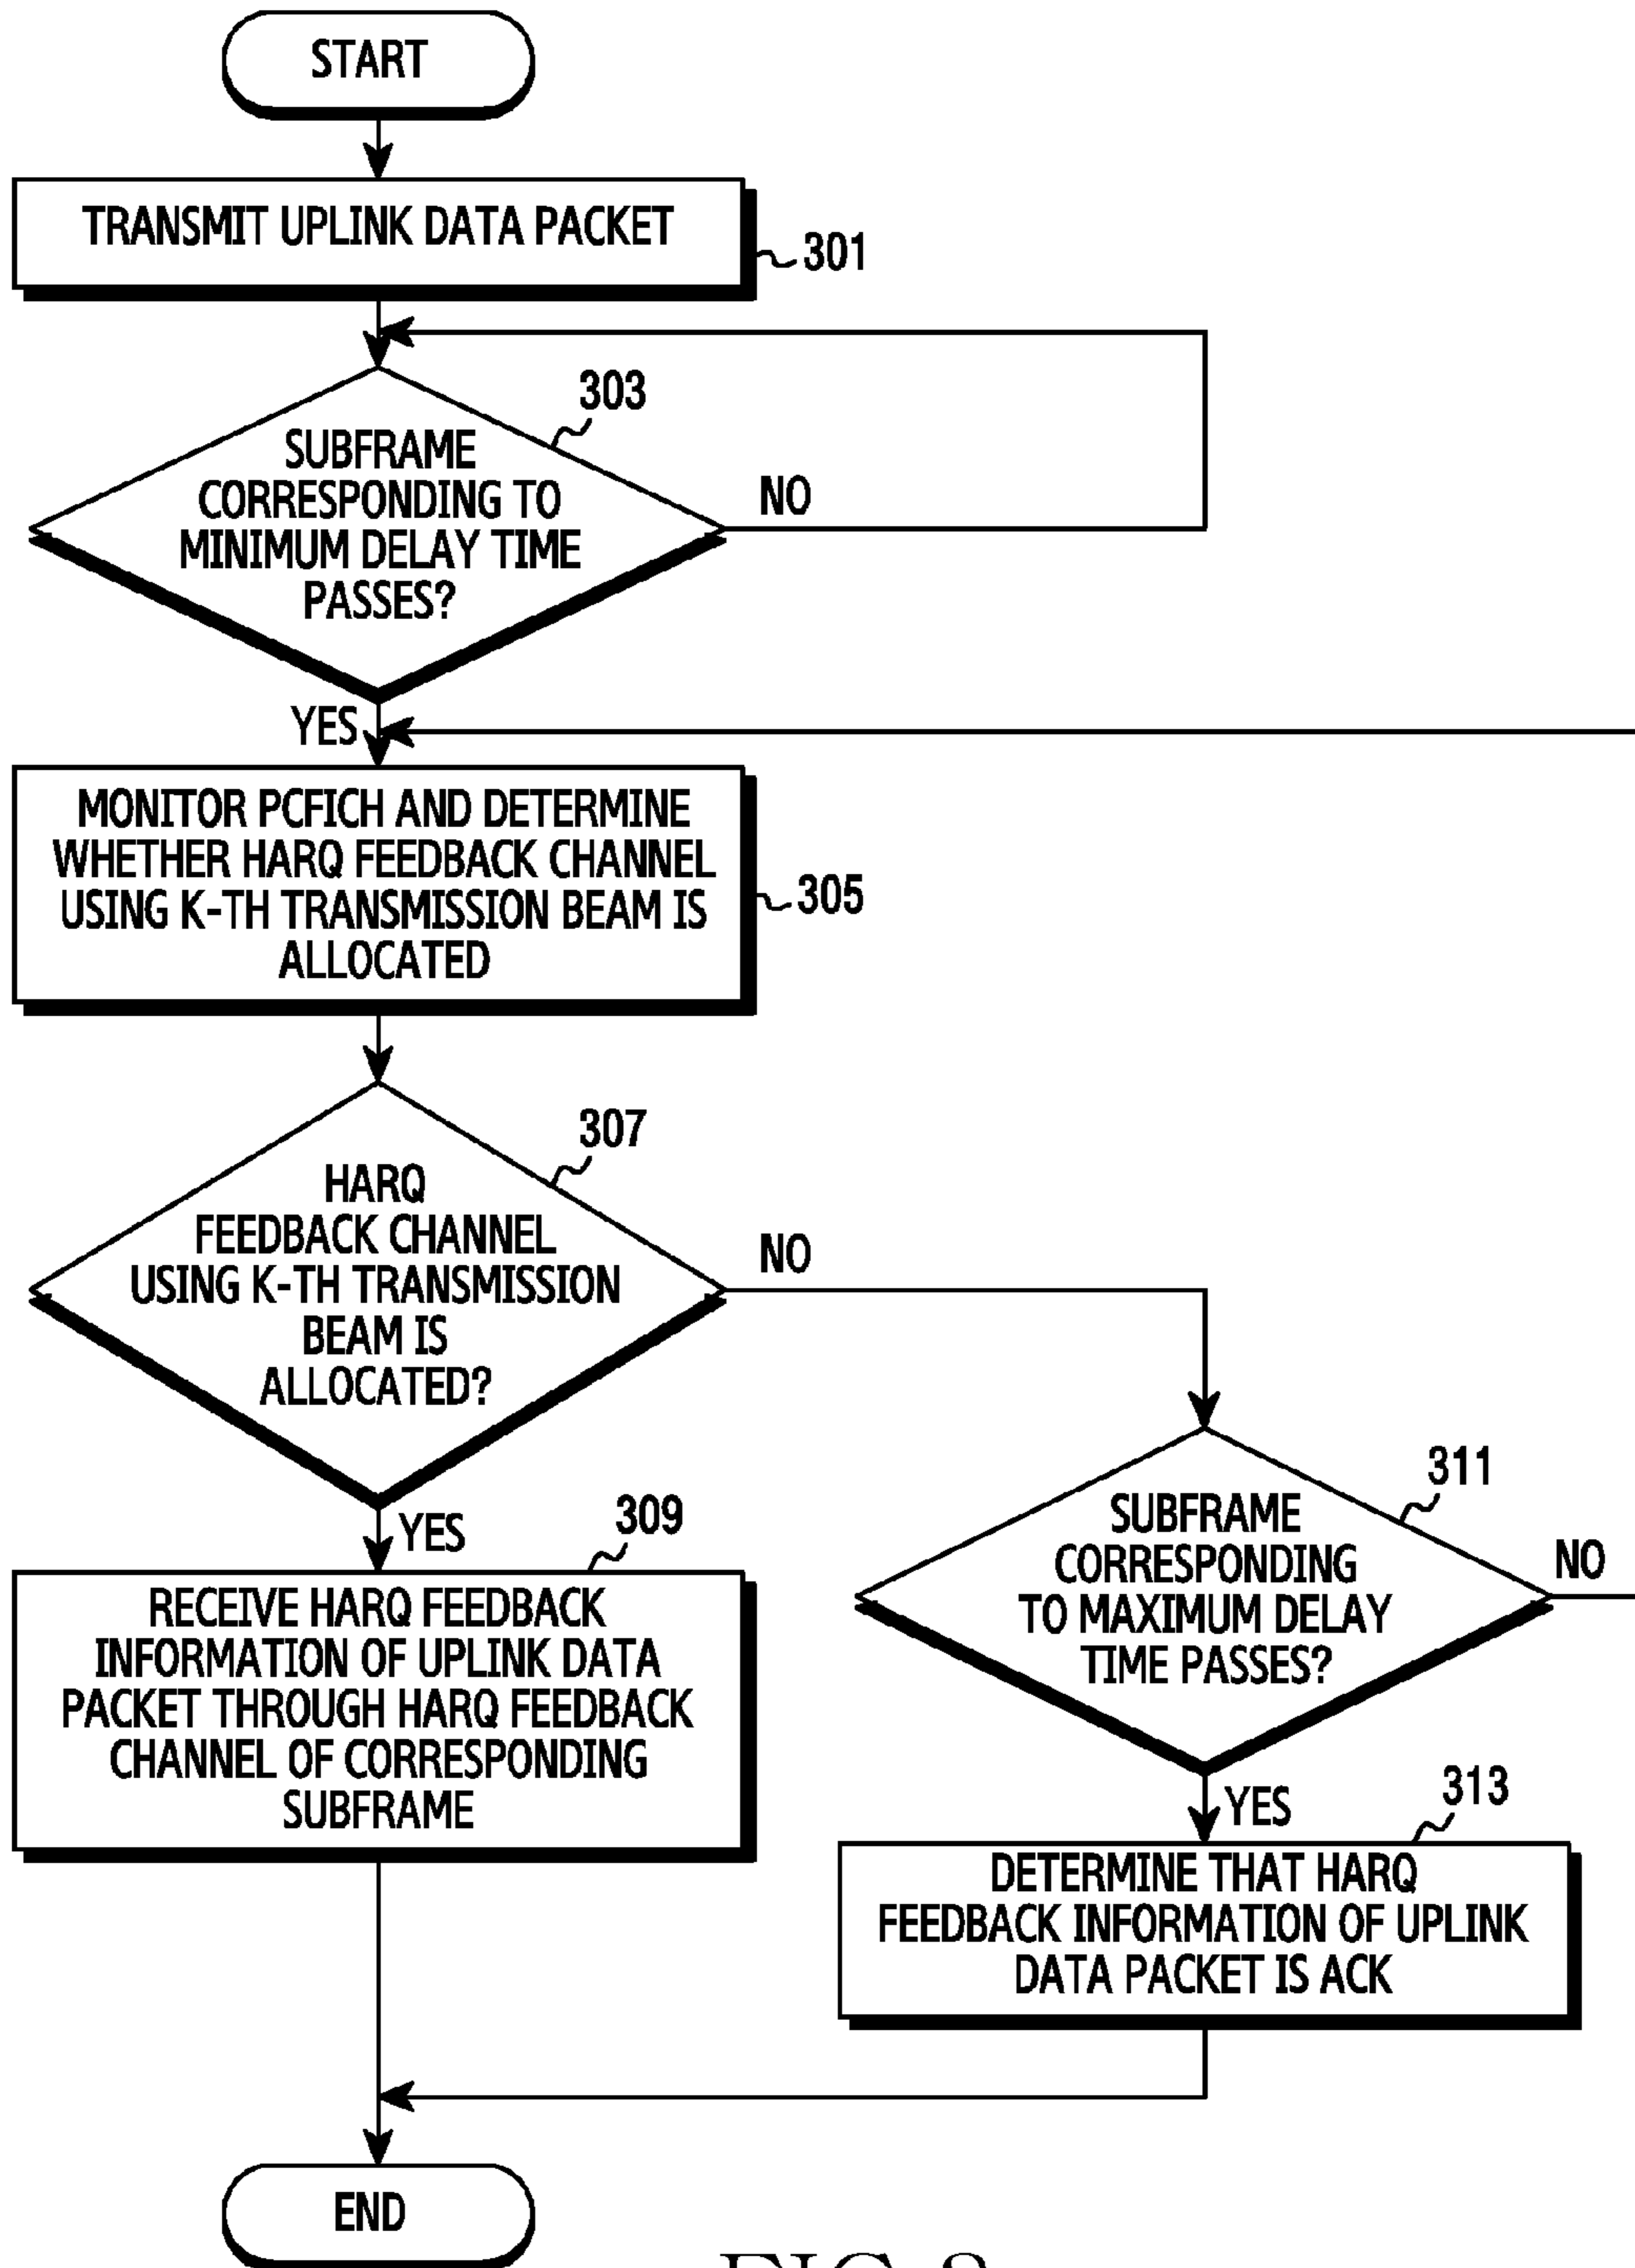 START
TRANSMIT UPLINK DATA PACKET
301
303
SUBFRAME
CORRESPONDING TO
MINIMUM DELAY TIME
PASSES?
NO
YES
MONITOR PCFICH AND DETERMINE
WHETHER HARQ FEEDBACK CHANNEL
USING K-TH TRANSMISSION BEAM IS
ALLOCATED
305
307
HARQ
FEEDBACK CHANNEL
USING K-TH TRANSMISSION
BEAM IS
ALLOCATED?
NO
YES
309
RECEIVE HARQ FEEDBACK
INFORMATION OF UPLINK DATA
PACKET THROUGH HARQ FEEDBACK
CHANNEL OF CORRESPONDING
SUBFRAME
311
SUBFRAME
CORRESPONDING
TO MAXIMUM DELAY
TIME PASSES?
NO
YES
313
DETERMINE THAT HARQ
FEEDBACK INFORMATION OF UPLINK
DATA PACKET IS ACK
END